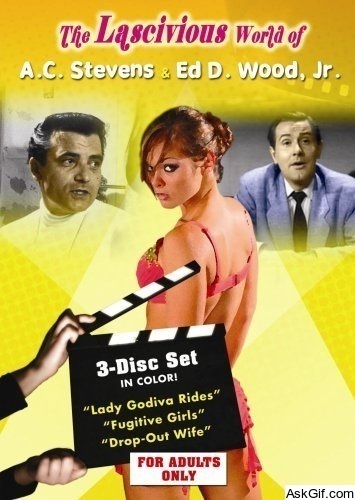 The Lascivious World of
A.C. Stevens & Ed D. Wood, Jr.
3-Disc Set
IN COLOR!
"Lady Godiva Rides"
"Fugitive Girls"
"Drop-Out Wife"
FOR ADULTS
ONLY
AskGif.com